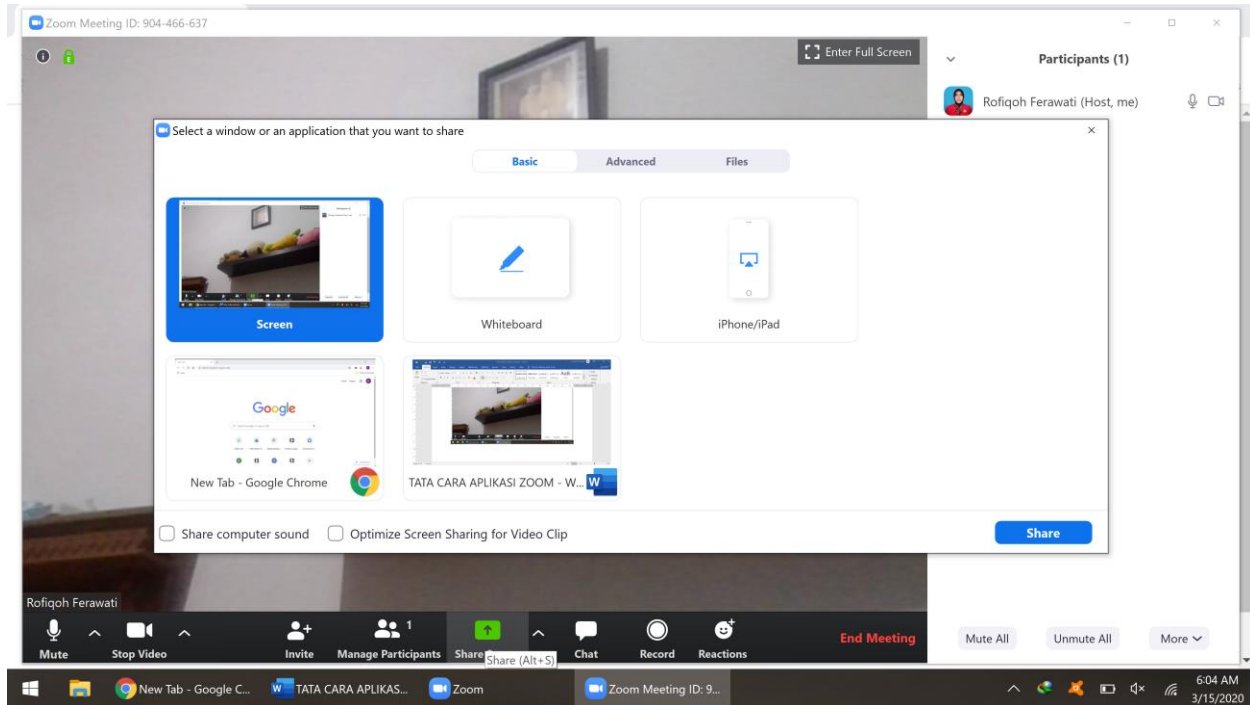 Zoom Meeting ID: 904-466-637
Enter Full Screen
Participants (1)
Rofiqoh Ferawati (Host, me)
Select a window or an application that you want to share
Basic Advanced Files
Screen Whiteboard iPhone/iPad
Google
New Tab - Google Chrome TATA CARA APLIKASI ZOOM - W...
Share computer sound Optimize Screen Sharing for Video Clip Share
Rofiqoh Ferawati
1
Mute Stop Video Invite Manage Participants Share Chat Record Reactions End Meeting
Share (Alt+S)
Mute All Unmute All More
New Tab - Google C... TATA CARA APLIKAS... Zoom Zoom Meeting ID: 9...
6:04 AM
3/15/2020